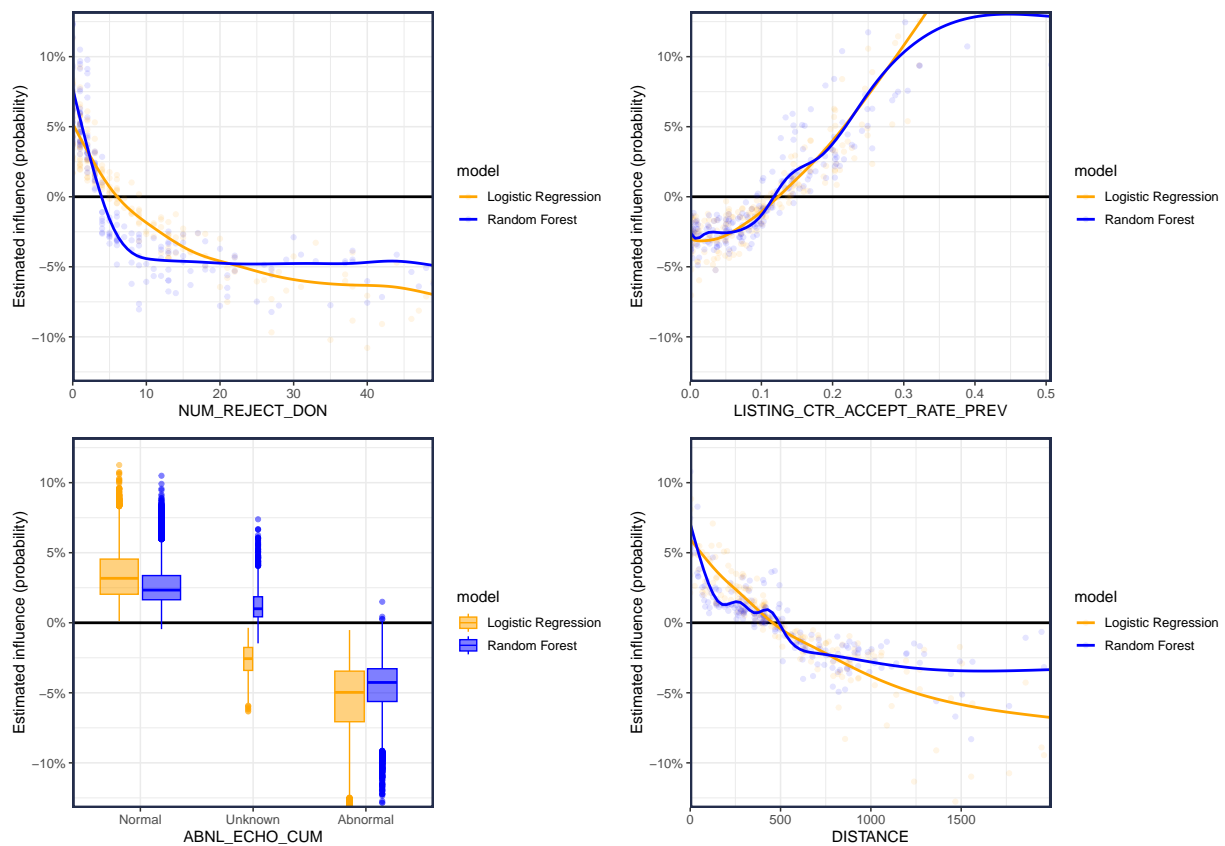 10%
5%
0%
−5%
−10%
Estimated influence (probability)
0
10
20
30
40
NUM_REJECT_DON
model
Logistic Regression
Random Forest
10%
5%
0%
−5%
−10%
Estimated influence (probability)
0.0
0.1
0.2
0.3
0.4
0.5
LISTING_CTR_ACCEPT_RATE_PREV
model
Logistic Regression
Random Forest
10%
5%
0%
−5%
−10%
Estimated influence (probability)
Normal
Unknown
Abnormal
ABNL_ECHO_CUM
model
Logistic Regression
Random Forest
10%
5%
0%
−5%
−10%
Estimated influence (probability)
0
500
1000
1500
DISTANCE
model
Logistic Regression
Random Forest